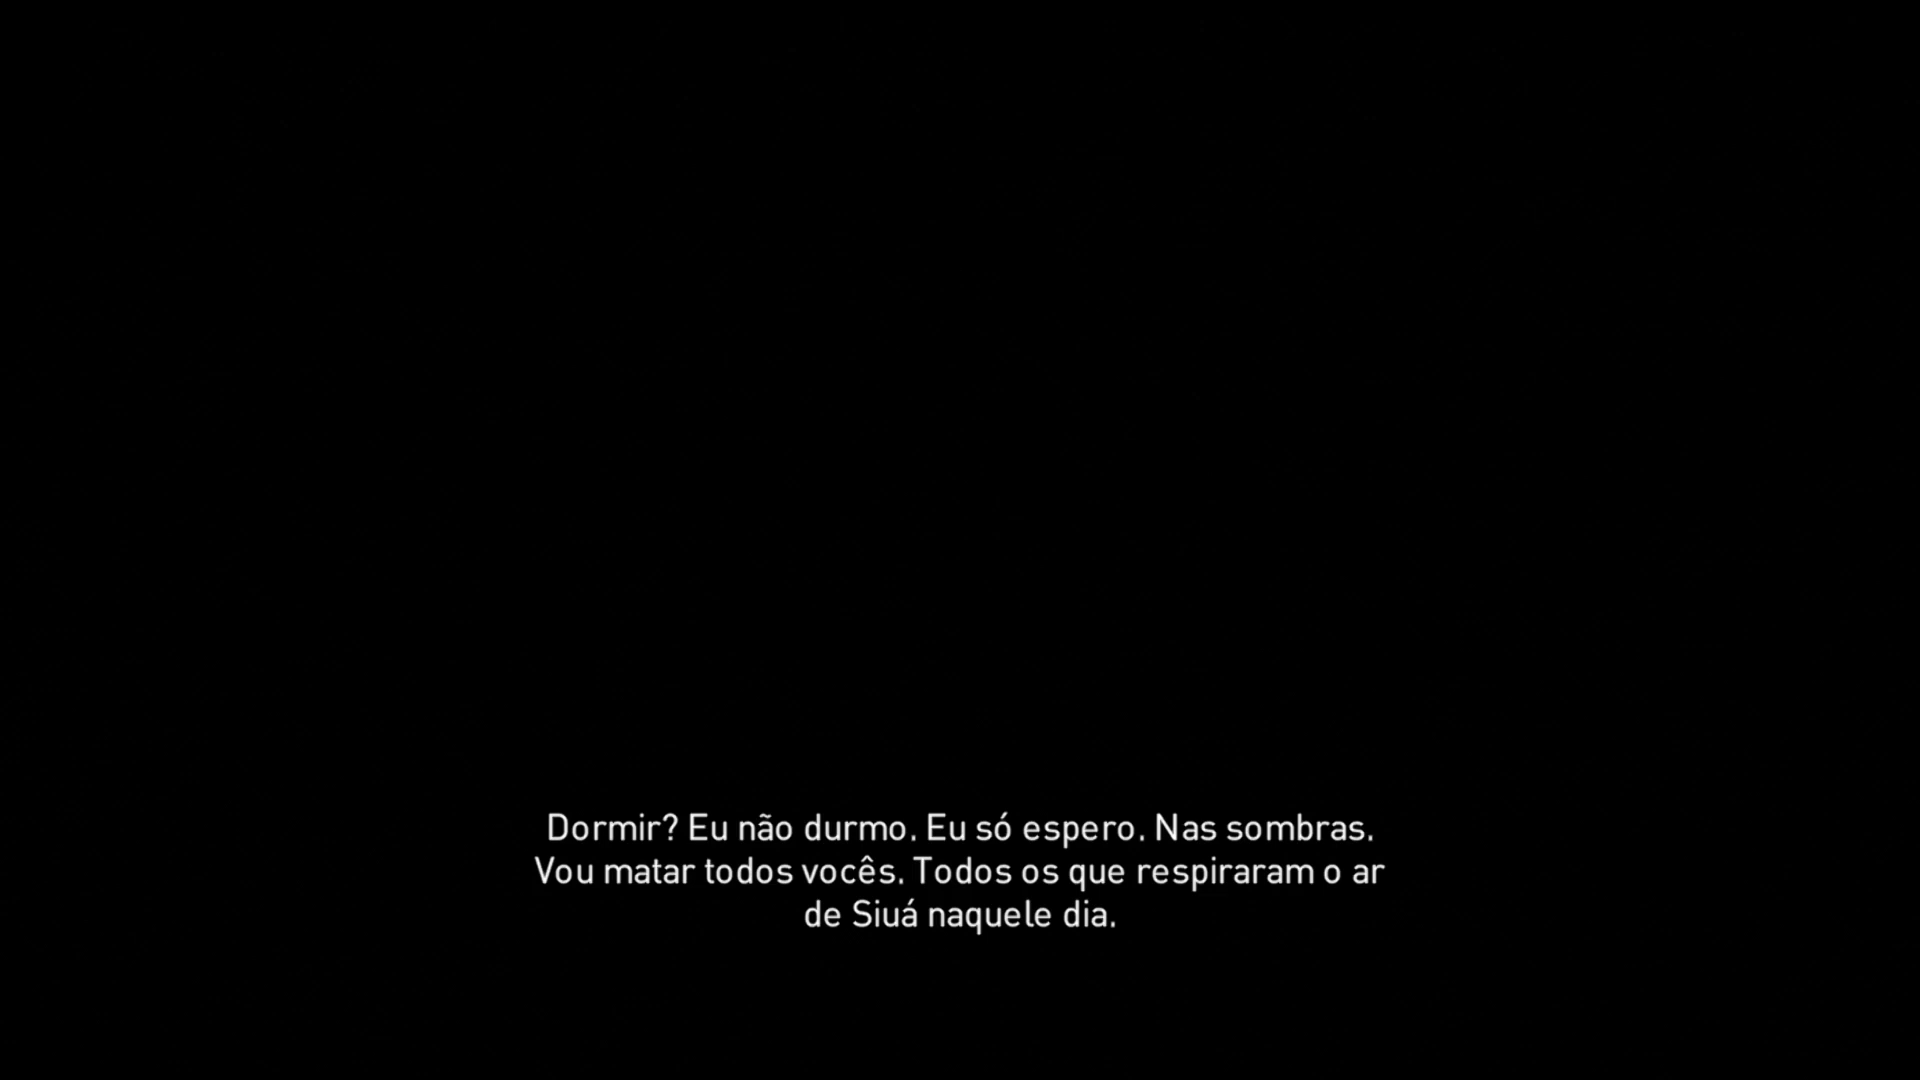 Dormir? Eu não durmo. Eu só espero. Nas sombras.
Vou matar todos vocês. Todos os que respiraram o ar
de Siuá naquele dia.